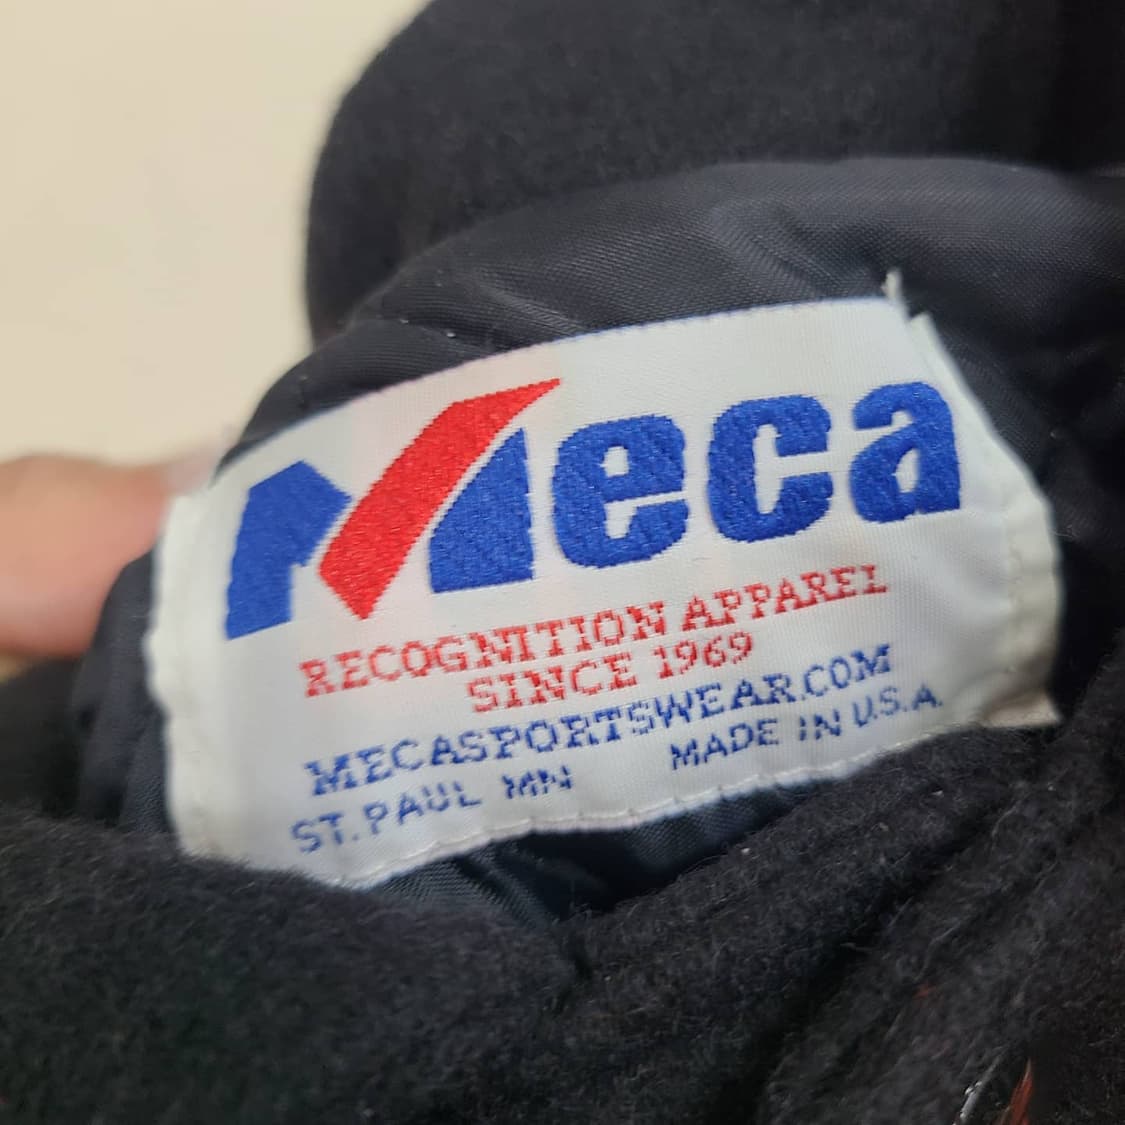 Meca
RECOGNITION APPAREL
SINCE 1969
MECASPORTSWEAR.COM
ST. PAUL MN MADE IN U.S.A.